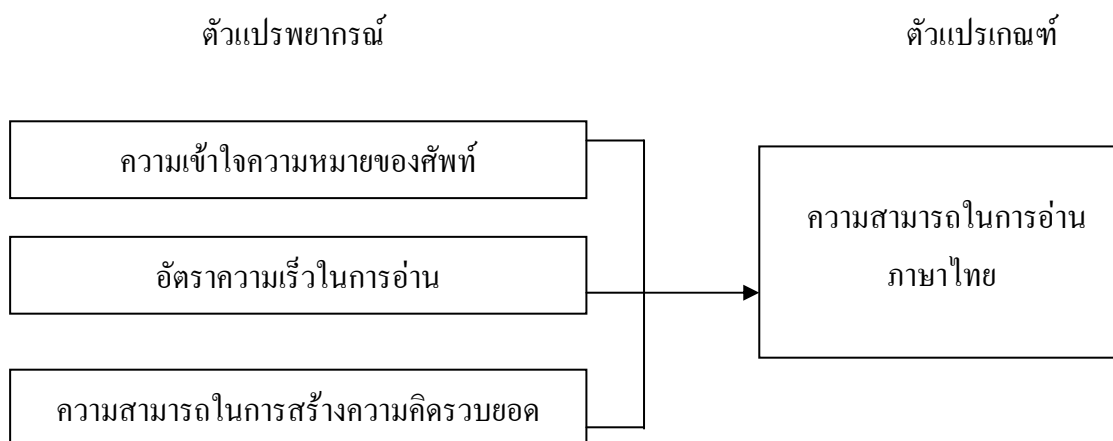 ตัวแปรพยากรณ์
ตัวแปรเกณฑ์
ความเข้าใจความหมายของศัพท์
อัตราความเร็วในการอ่าน
ความสามารถในการสร้างความคิดรวบยอด
ความสามารถในการอ่าน
ภาษาไทย